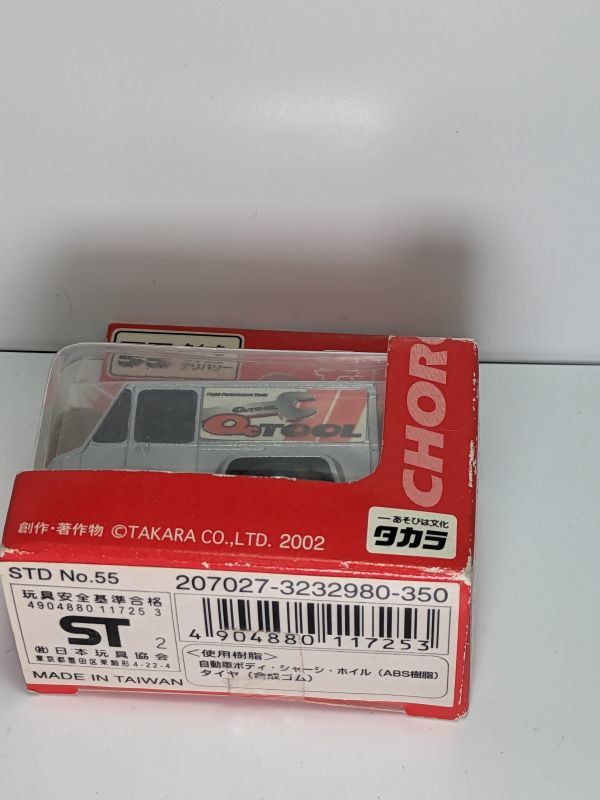 55
デリバリー
CHORO
High Performance Tools
TOOL
創作・著作物 ©TAKARA CO.,LTD. 2002
ーあそびは文化
タカラ
STD No.55
207027-3232980-350
玩具安全基準合格
4904880 11725 3
ST 2
4 904880 117253
㈳日本玩具協会
東京都墨田区東駒形4-22-4
<使用樹脂>
自動車ボディ・シャーシ・ホイル (ABS樹脂)
タイヤ (合成ゴム)
MADE IN TAIWAN